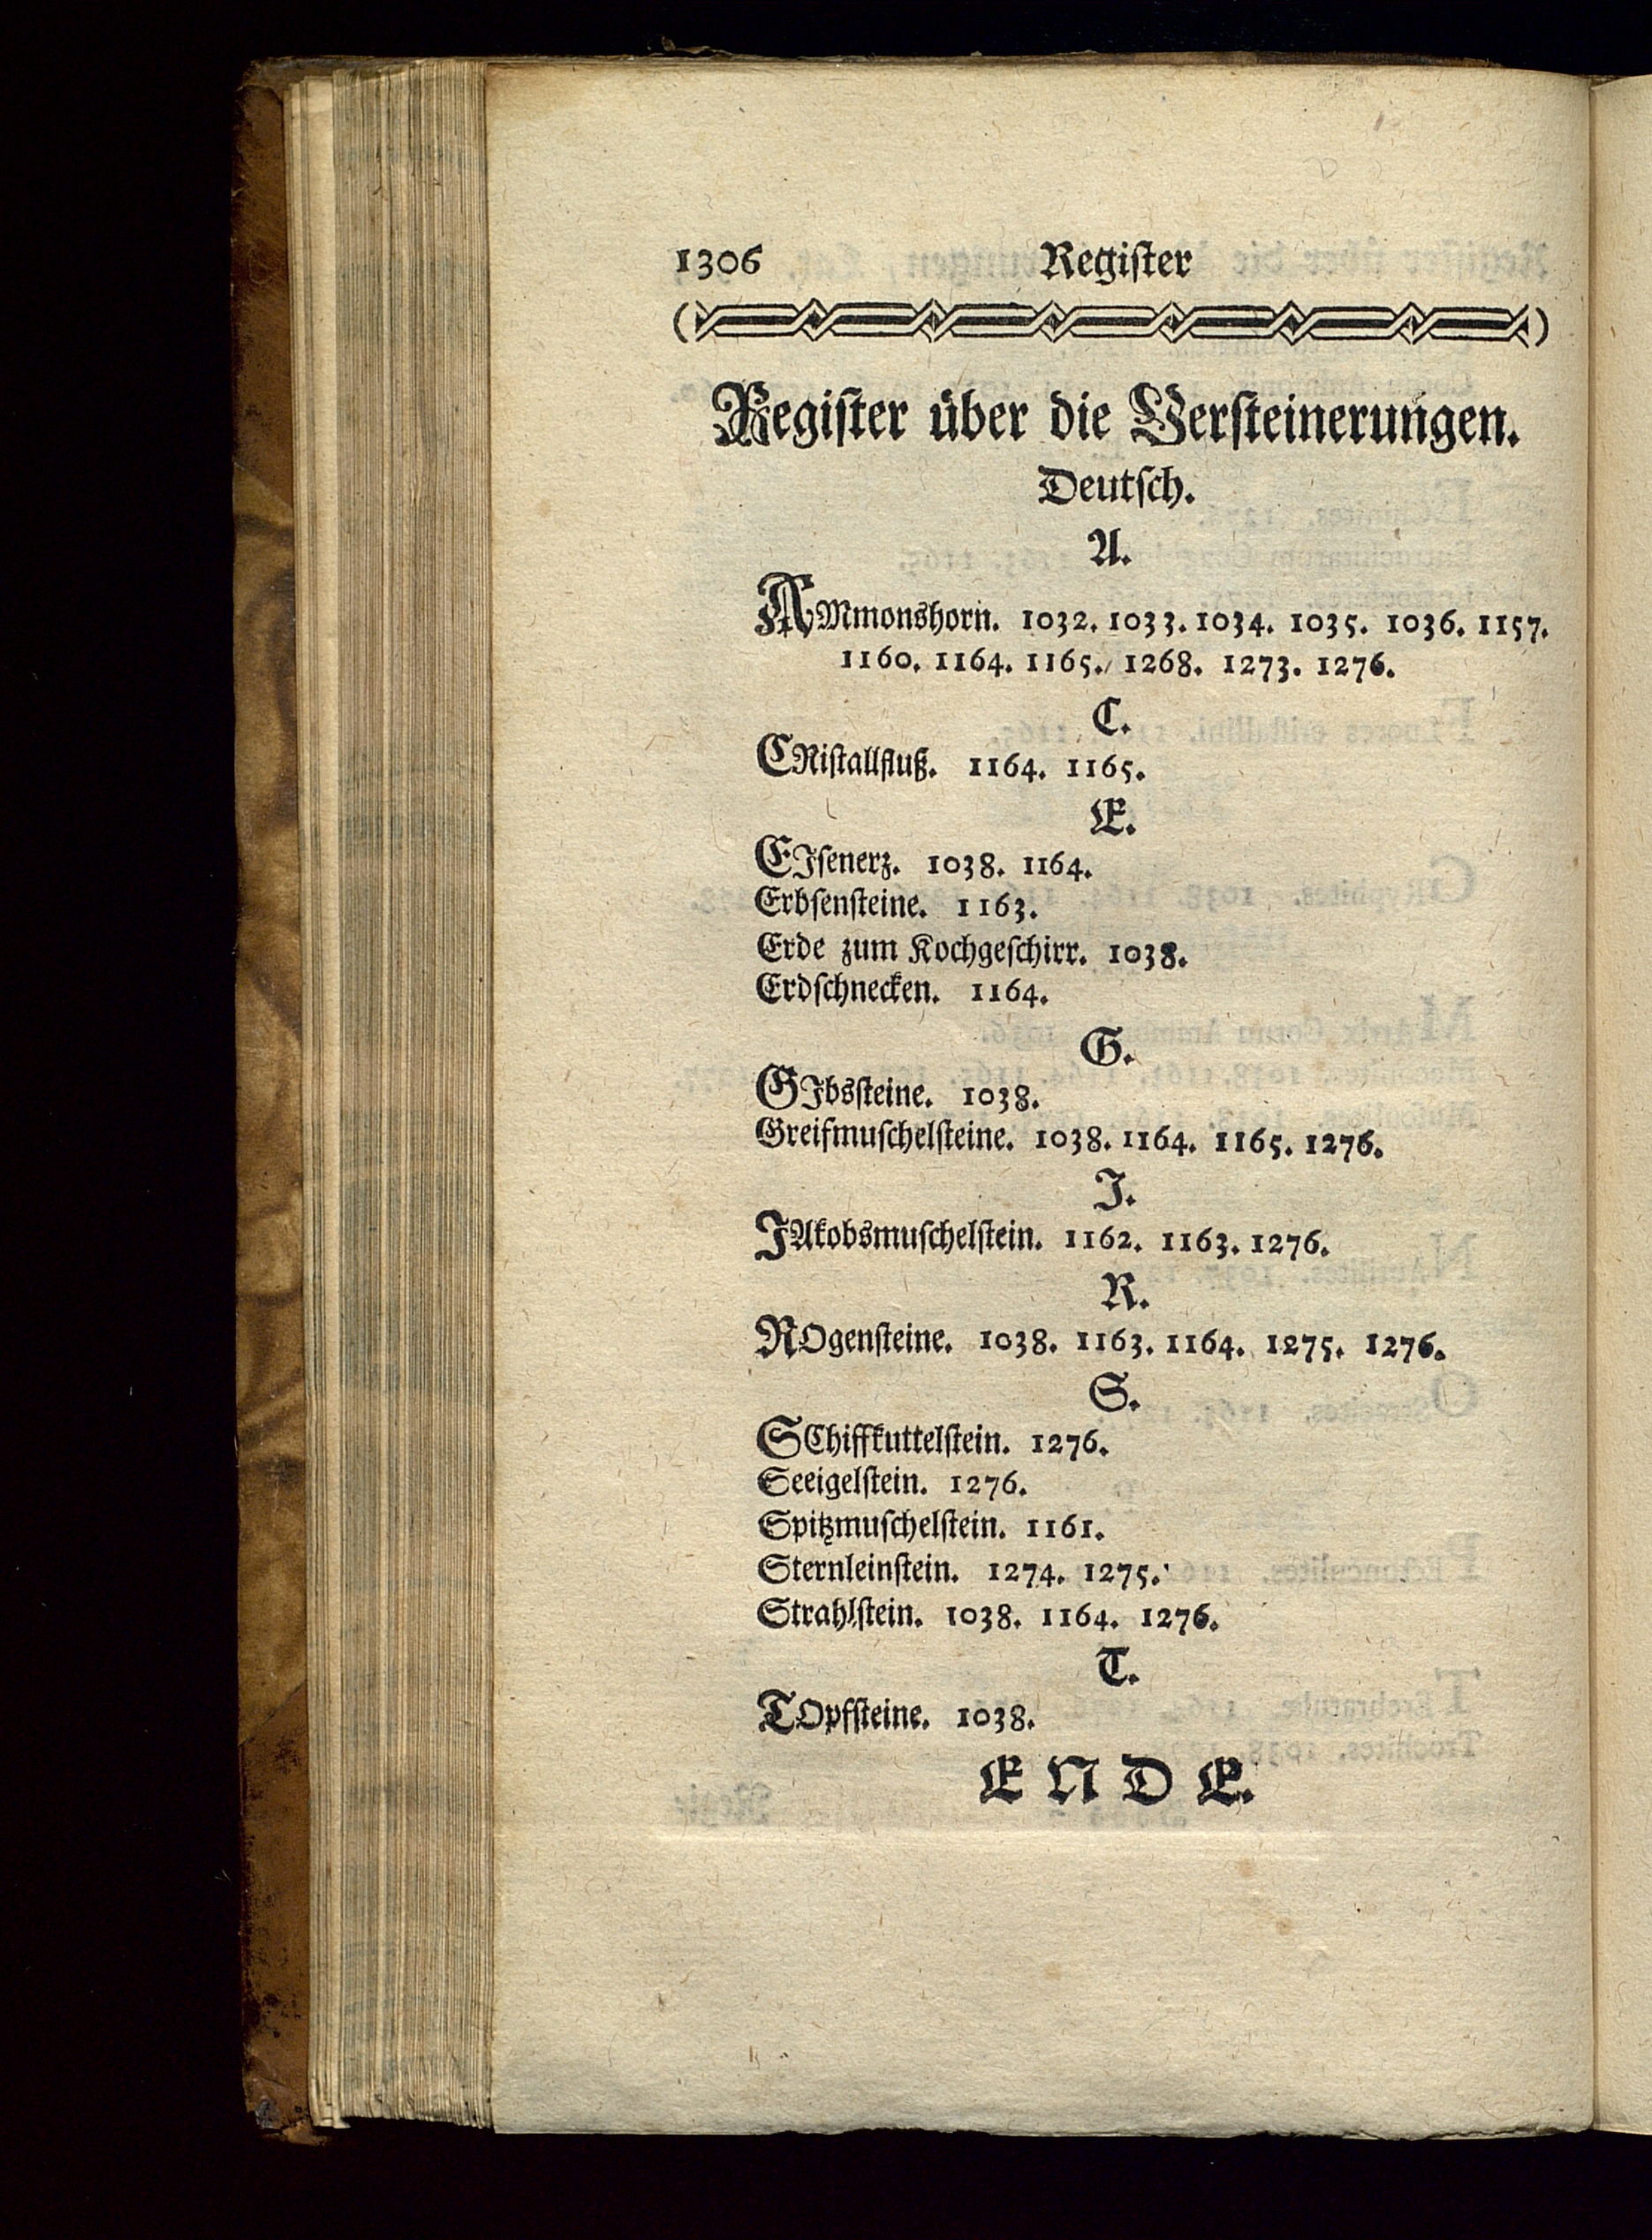 1306 Regiſter
Regiſter über die Verſteinerungen.
Deutſch.
A.
AMmonshorn. 1032. 1033. 1034. 1035. 1036. 1157.
1160. 1164. 1165. 1268. 1273. 1276.
C.
CRiſtallfluß. 1164. 1165.
E.
EIſenerz. 1038. 1164.
Erbſenſteine. 1163.
Erde zum Kochgeſchirr. 1038.
Erdſchnecken. 1164.
G.
GIbsſteine. 1038.
Greifmuſchelſteine. 1038. 1164. 1165. 1276.
J.
JAkobsmuſchelſtein. 1162. 1163. 1276.
R.
ROgenſteine. 1038. 1163. 1164. 1275. 1276.
S.
SChiffkuttelſtein. 1276.
Seeigelſtein. 1276.
Spitzmuſchelſtein. 1161.
Sternleinſtein. 1274. 1275.
Strahlſtein. 1038. 1164. 1276.
T.
TOpfſteine. 1038.
ENDE.